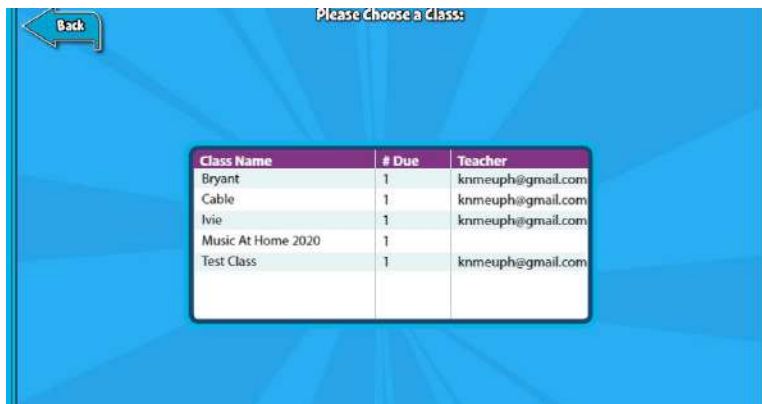 Back
Please Choose a Class:
Class Name # Due Teacher
Bryant 1 knmeuph@gmail.com
Cable 1 knmeuph@gmail.com
Ivie 1 knmeuph@gmail.com
Music At Home 2020 1
Test Class 1 knmeuph@gmail.com